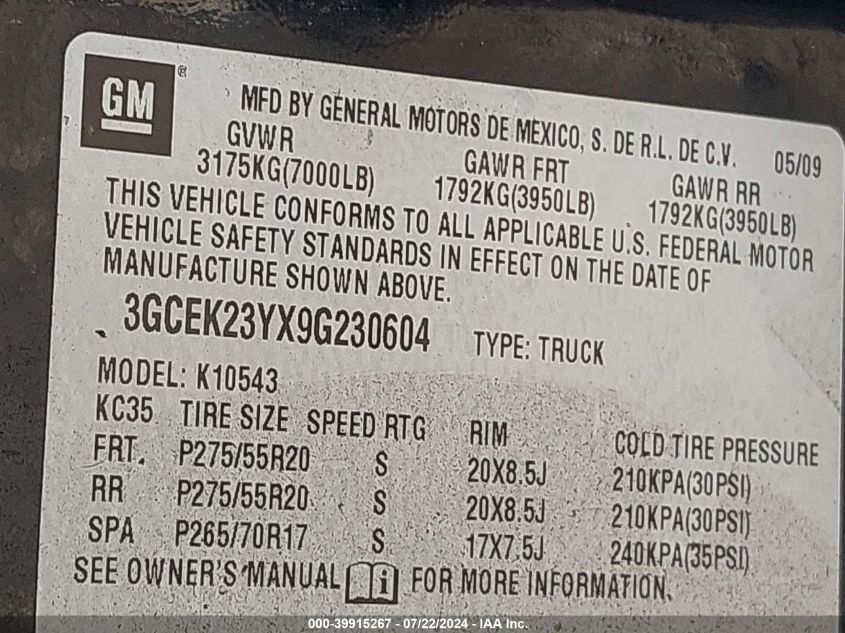 GM ®
MFD BY GENERAL MOTORS DE MEXICO, S. DE R.L. DE C.V. 05/09
GVWR GAWR FRT GAWR RR
3175KG(7000LB) 1792KG(3950LB) 1792KG(3950LB)
THIS VEHICLE CONFORMS TO ALL APPLICABLE U.S. FEDERAL MOTOR
VEHICLE SAFETY STANDARDS IN EFFECT ON THE DATE OF
MANUFACTURE SHOWN ABOVE.
3GCEK23YX9G230604 TYPE: TRUCK
MODEL: K10543
KC35 TIRE SIZE SPEED RTG RIM COLD TIRE PRESSURE
FRT. P275/55R20 S 20X8.5J 210KPA(30PSI)
RR P275/55R20 S 20X8.5J 210KPA(30PSI)
SPA P265/70R17 S 17X7.5J 240KPA(35PSI)
SEE OWNER'S MANUAL i FOR MORE INFORMATION.
000-39915267 - 07/22/2024 - IAA Inc.